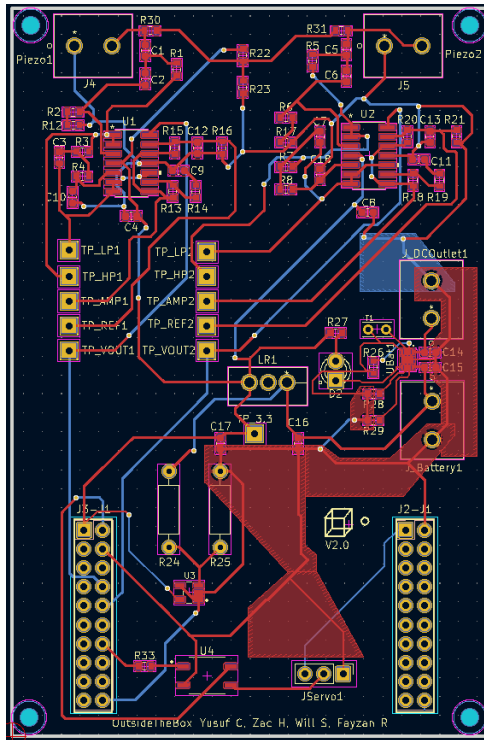 R30
R31
Piezo1
C1
R1
R22
R5
C5
Piezo2
C2
C6
J4
R23
J5
R2
R12
U1
R6
C7
U2
R20
C13
R21
R15
C12
R16
R17
C3
R3
R4
C9
C11
R8
C10
R13
R14
R18
R19
C4
C8
TP_LP1
TP_LP2
J_DCOutlet1
TP_HP1
TP_HP2
TP_AMP1
TP_AMP2
TP_REF1
TP_REF2
R27
TP_VOUT1
TP_VOUT2
LR1
R26
C14
C15
D2
R28
R29
TP_3.3
C17
C16
J_Battery1
J3-J1
J2-J1
V2.0
R24
R25
U3
R33
U4
JServo1
OutsideTheBox Yusuf C, Zac H, Will S, Fayzan R